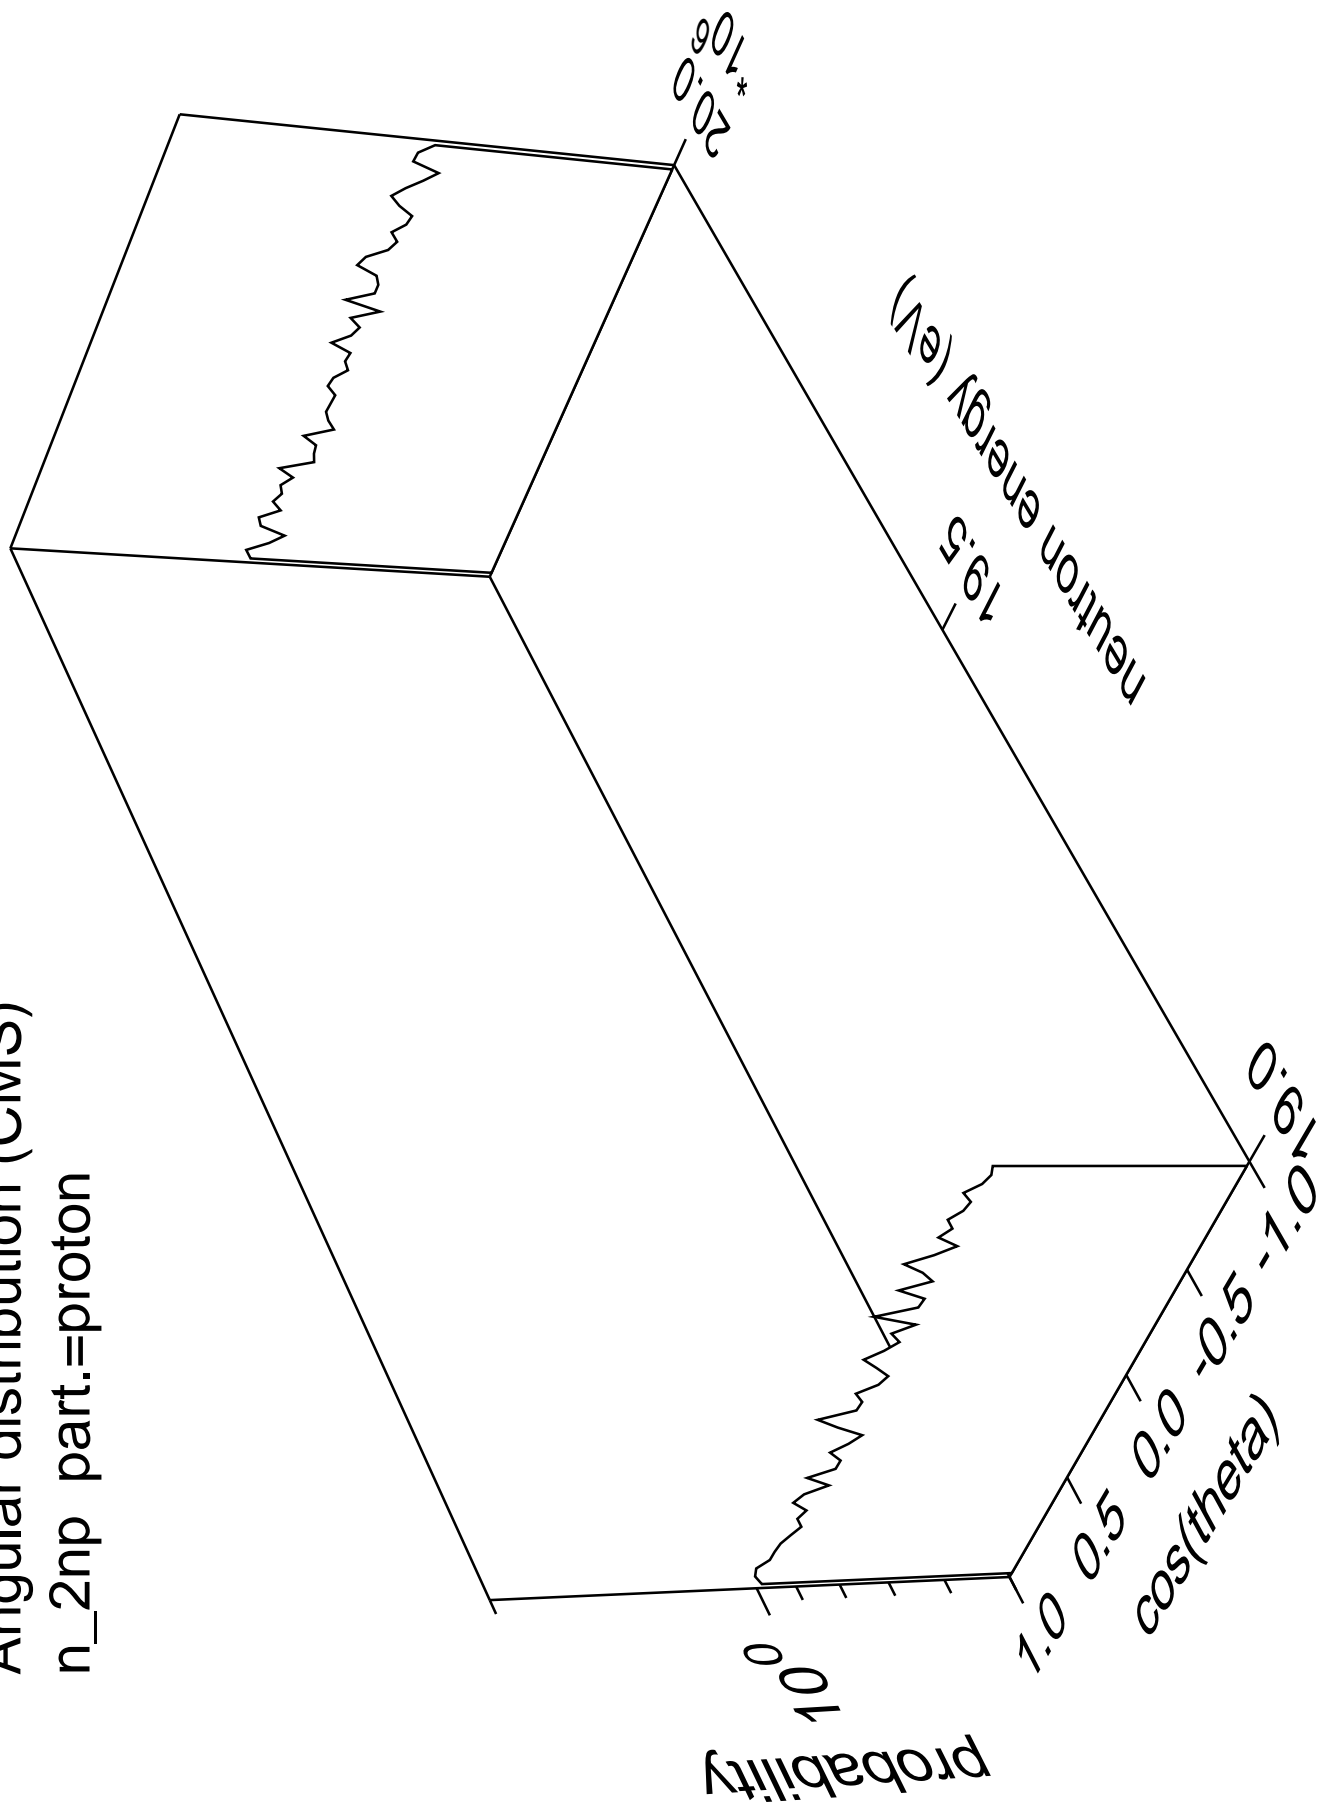 Angular distribution (CMS)
n_2np part.=proton
probability
10^0
1.0
0.5
0.0
-0.5
-1.0
cos(theta)
19.0
19.5
20.0
* 10^6
neutron energy (eV)